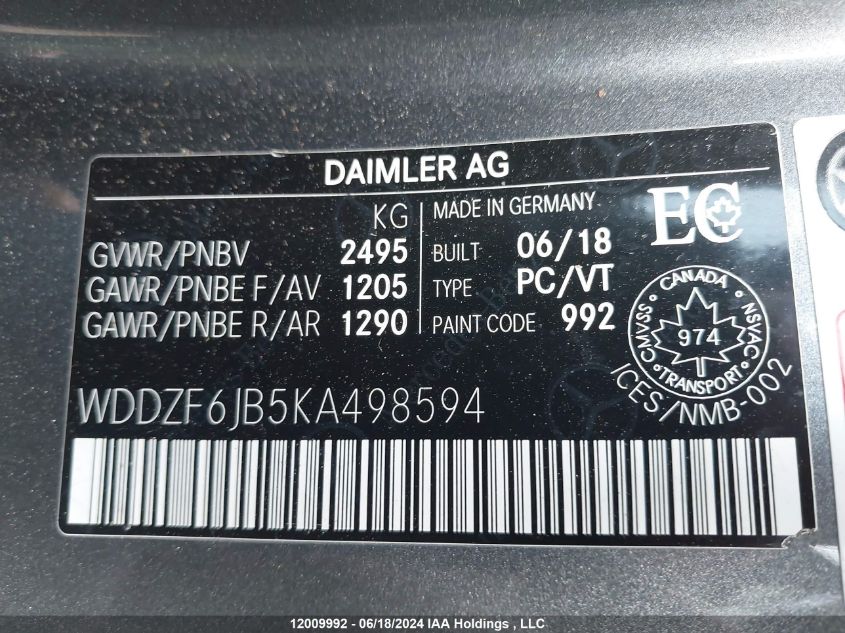 DAIMLER AG
KG
GVWR/PNBV 2495
GAWR/PNBE F/AV 1205
GAWR/PNBE R/AR 1290
MADE IN GERMANY
BUILT 06/18
TYPE PC/VT
PAINT CODE 992
EC
CANADA
CMVSS NSVAC
974
TRANSPORT
ICES/NMB-002
WDDZF6JB5KA498594
12009992 - 06/18/2024 IAA Holdings , LLC